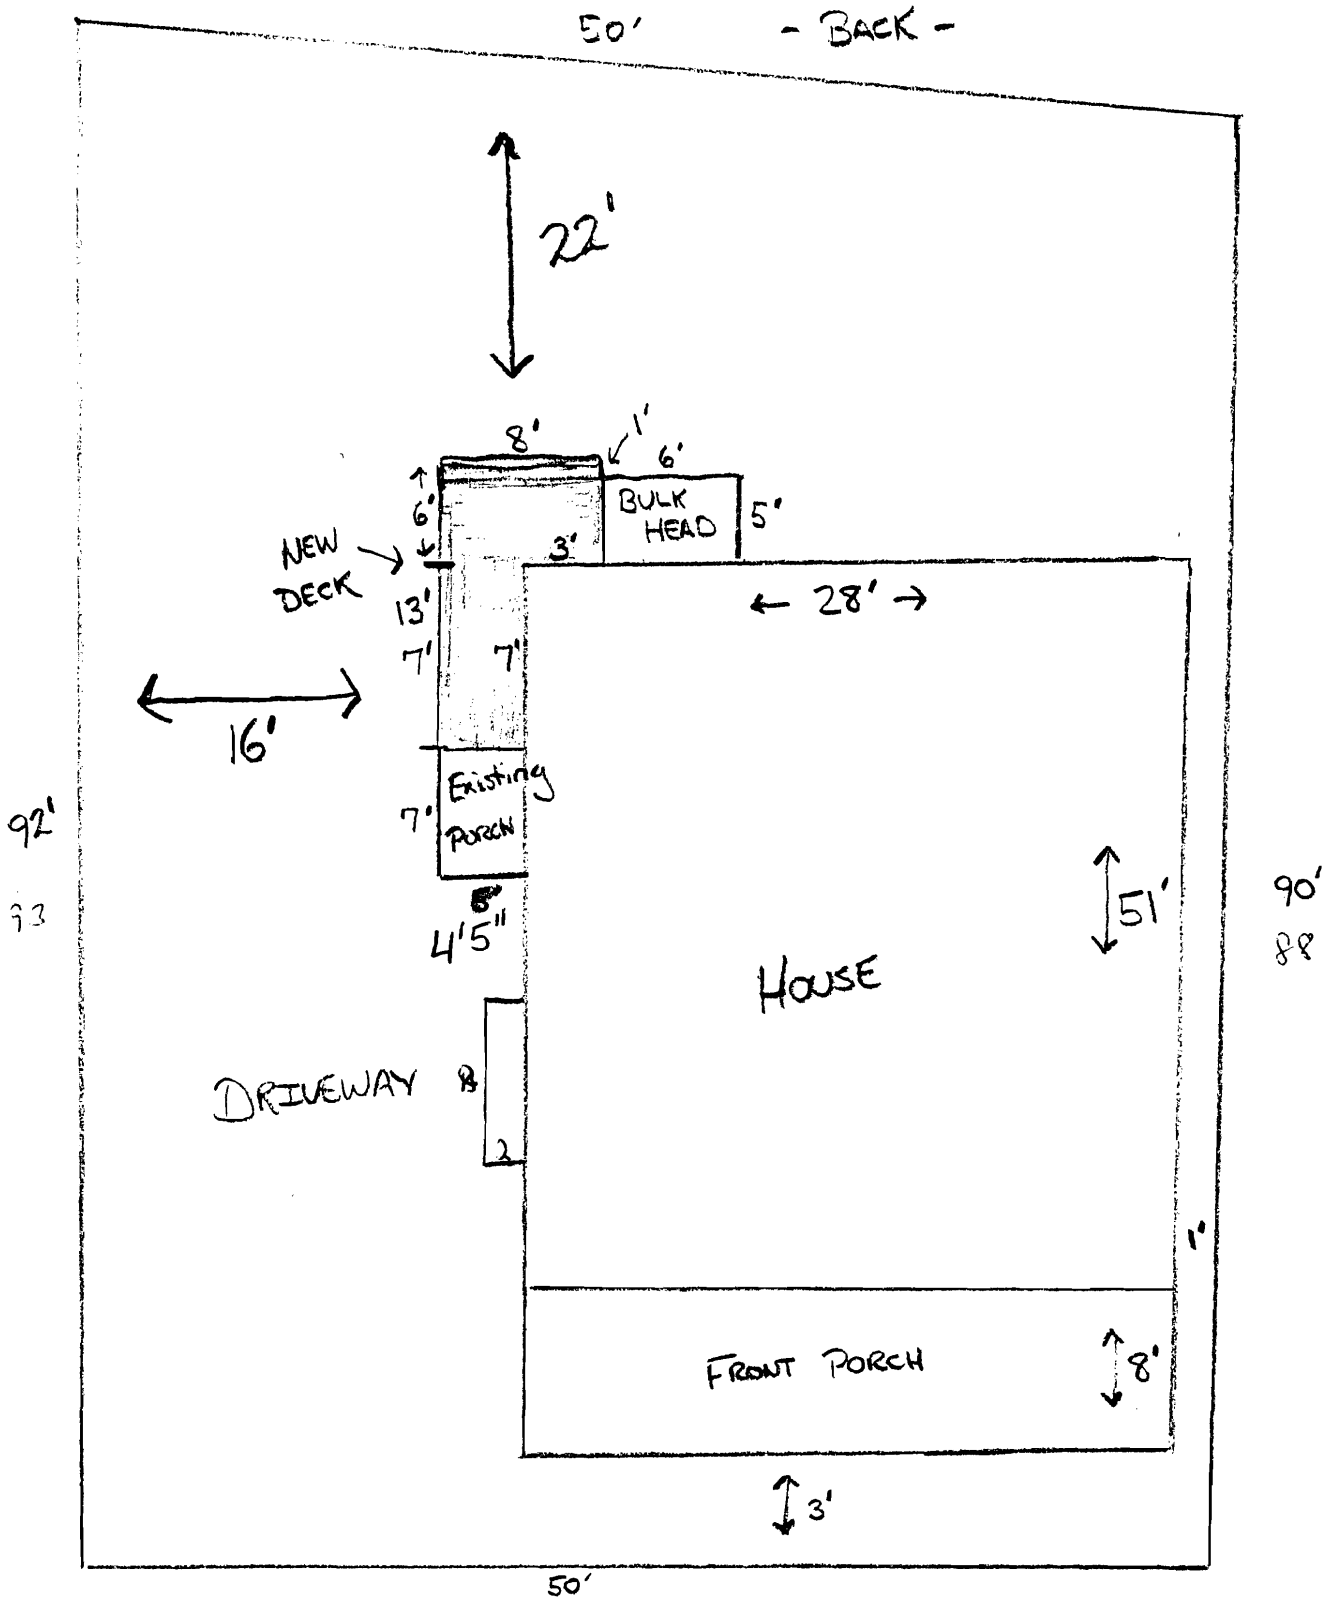 50' - BACK -
22'
8'
1'
6'
6'
BULK
HEAD
5'
3'
NEW
DECK
13'
← 28' →
7'
7'
16'
Existing
PORCH
7'
92'
93
4'5"
51'
90'
88
HOUSE
DRIVEWAY
8
2
1'
FRONT PORCH
8'
3'
50'